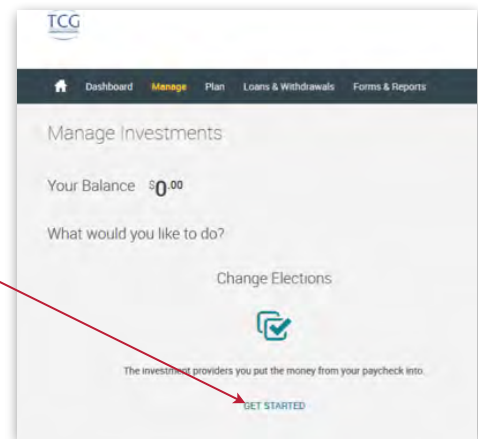 TCG
Dashboard Manage Plan Loans & Withdrawals Forms & Reports
Manage Investments
Your Balance $0.00
What would you like to do?
Change Elections
The investment providers you put the money from your paycheck into.
GET STARTED